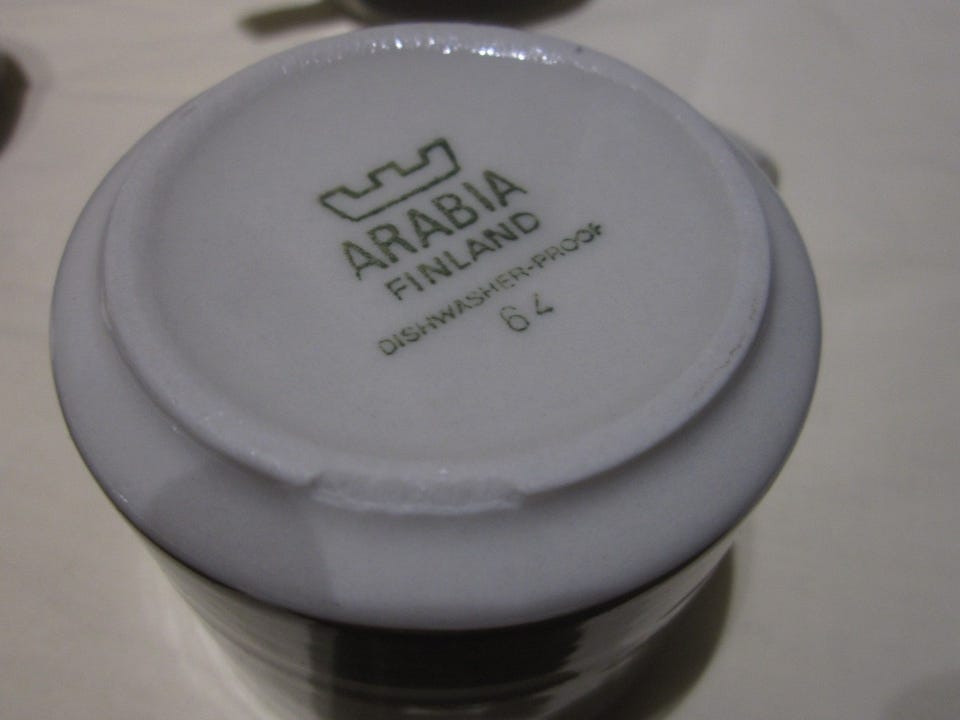 ARABIA
FINLAND
DISHWASHER-PROOF
64